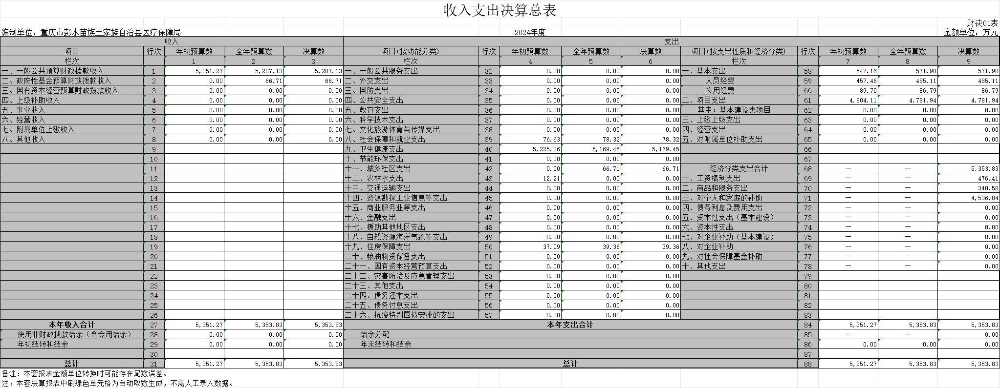 收入支出决算总表
财决01表
编制单位：重庆市彭水苗族土家族自治县医疗保障局 2024年度 金额单位：万元
收入 支出
项目 行次 年初预算数 全年预算数 决算数 项目(按功能分类) 行次 年初预算数 全年预算数 决算数 项目(按支出性质和经济分类) 行次 年初预算数 全年预算数 决算数
栏次 1 2 3 栏次 4 5 6 栏次 7 8 9
一、一般公共预算财政拨款收入 1 5,351.27 5,287.13 5,287.13 一、一般公共服务支出 32 0.00 0.00 0.00 一、基本支出 58 547.16 571.90 571.90
二、政府性基金预算财政拨款收入 2 0.00 66.71 66.71 二、外交支出 33 0.00 0.00 0.00 人员经费 59 457.46 485.11 485.11
三、国有资本经营预算财政拨款收入 3 0.00 0.00 0.00 三、国防支出 34 0.00 0.00 0.00 公用经费 60 89.70 86.79 86.79
四、上级补助收入 4 0.00 0.00 0.00 四、公共安全支出 35 0.00 0.00 0.00 二、项目支出 61 4,804.11 4,781.94 4,781.94
五、事业收入 5 0.00 0.00 0.00 五、教育支出 36 0.00 0.00 0.00 其中：基本建设类项目 62 0.00 0.00 0.00
六、经营收入 6 0.00 0.00 0.00 六、科学技术支出 37 0.00 0.00 0.00 三、上缴上级支出 63 0.00 0.00 0.00
七、附属单位上缴收入 7 0.00 0.00 0.00 七、文化旅游体育与传媒支出 38 0.00 0.00 0.00 四、经营支出 64 0.00 0.00 0.00
八、其他收入 8 0.00 0.00 0.00 八、社会保障和就业支出 39 76.63 78.32 78.32 五、对附属单位补助支出 65 0.00 0.00 0.00
9 九、卫生健康支出 40 5,225.36 5,169.45 5,169.45 66
10 十、节能环保支出 41 0.00 0.00 0.00 67
11 十一、城乡社区支出 42 0.00 66.71 66.71 经济分类支出合计 68 — — 5,353.83
12 十二、农林水支出 43 12.21 0.00 0.00 一、工资福利支出 69 — — 476.41
13 十三、交通运输支出 44 0.00 0.00 0.00 二、商品和服务支出 70 — — 340.58
14 十四、资源勘探工业信息等支出 45 0.00 0.00 0.00 三、对个人和家庭的补助 71 — — 4,536.84
15 十五、商业服务业等支出 46 0.00 0.00 0.00 四、债务利息及费用支出 72 — — 0.00
16 十六、金融支出 47 0.00 0.00 0.00 五、资本性支出（基本建设） 73 — — 0.00
17 十七、援助其他地区支出 48 0.00 0.00 0.00 六、资本性支出 74 — — 0.00
18 十八、自然资源海洋气象等支出 49 0.00 0.00 0.00 七、对企业补助（基本建设） 75 — — 0.00
19 十九、住房保障支出 50 37.09 39.36 39.36 八、对企业补助 76 — — 0.00
20 二十、粮油物资储备支出 51 0.00 0.00 0.00 九、对社会保障基金补助 77 — — 0.00
21 二十一、国有资本经营预算支出 52 0.00 0.00 0.00 十、其他支出 78 — — 0.00
22 二十二、灾害防治及应急管理支出 53 0.00 0.00 0.00 79
23 二十三、其他支出 54 0.00 0.00 0.00 80
24 二十四、债务还本支出 55 0.00 0.00 0.00 81
25 二十五、债务付息支出 56 0.00 0.00 0.00 82
26 二十六、抗疫特别国债安排的支出 57 0.00 0.00 0.00 83
本年收入合计 27 5,351.27 5,353.83 5,353.83 本年支出合计 84 5,351.27 5,353.83 5,353.83
使用非财政拨款结余（含专用结余） 28 0.00 0.00 0.00 结余分配 85 — — 0.00
年初结转和结余 29 0.00 0.00 0.00 年末结转和结余 86 0.00 0.00 0.00
30 87
总计 31 5,351.27 5,353.83 5,353.83 总计 88 5,351.27 5,353.83 5,353.83
备注：本套报表金额单位转换时可能存在尾数误差。
注：本套决算报表中刷绿色单元格为自动取数生成，不需人工录入数据。